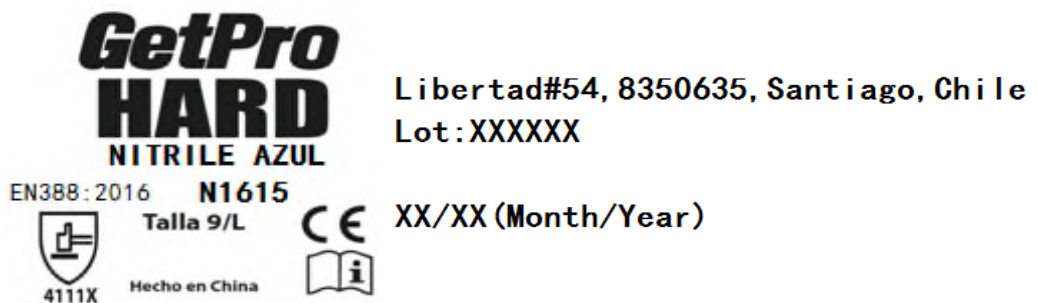 GetPro
HARD
NITRILE AZUL
EN388:2016 N1615
Talla 9/L
CE
i
4111X
Hecho en China
Libertad#54,8350635,Santiago,Chile
Lot:XXXXXX
XX/XX(Month/Year)